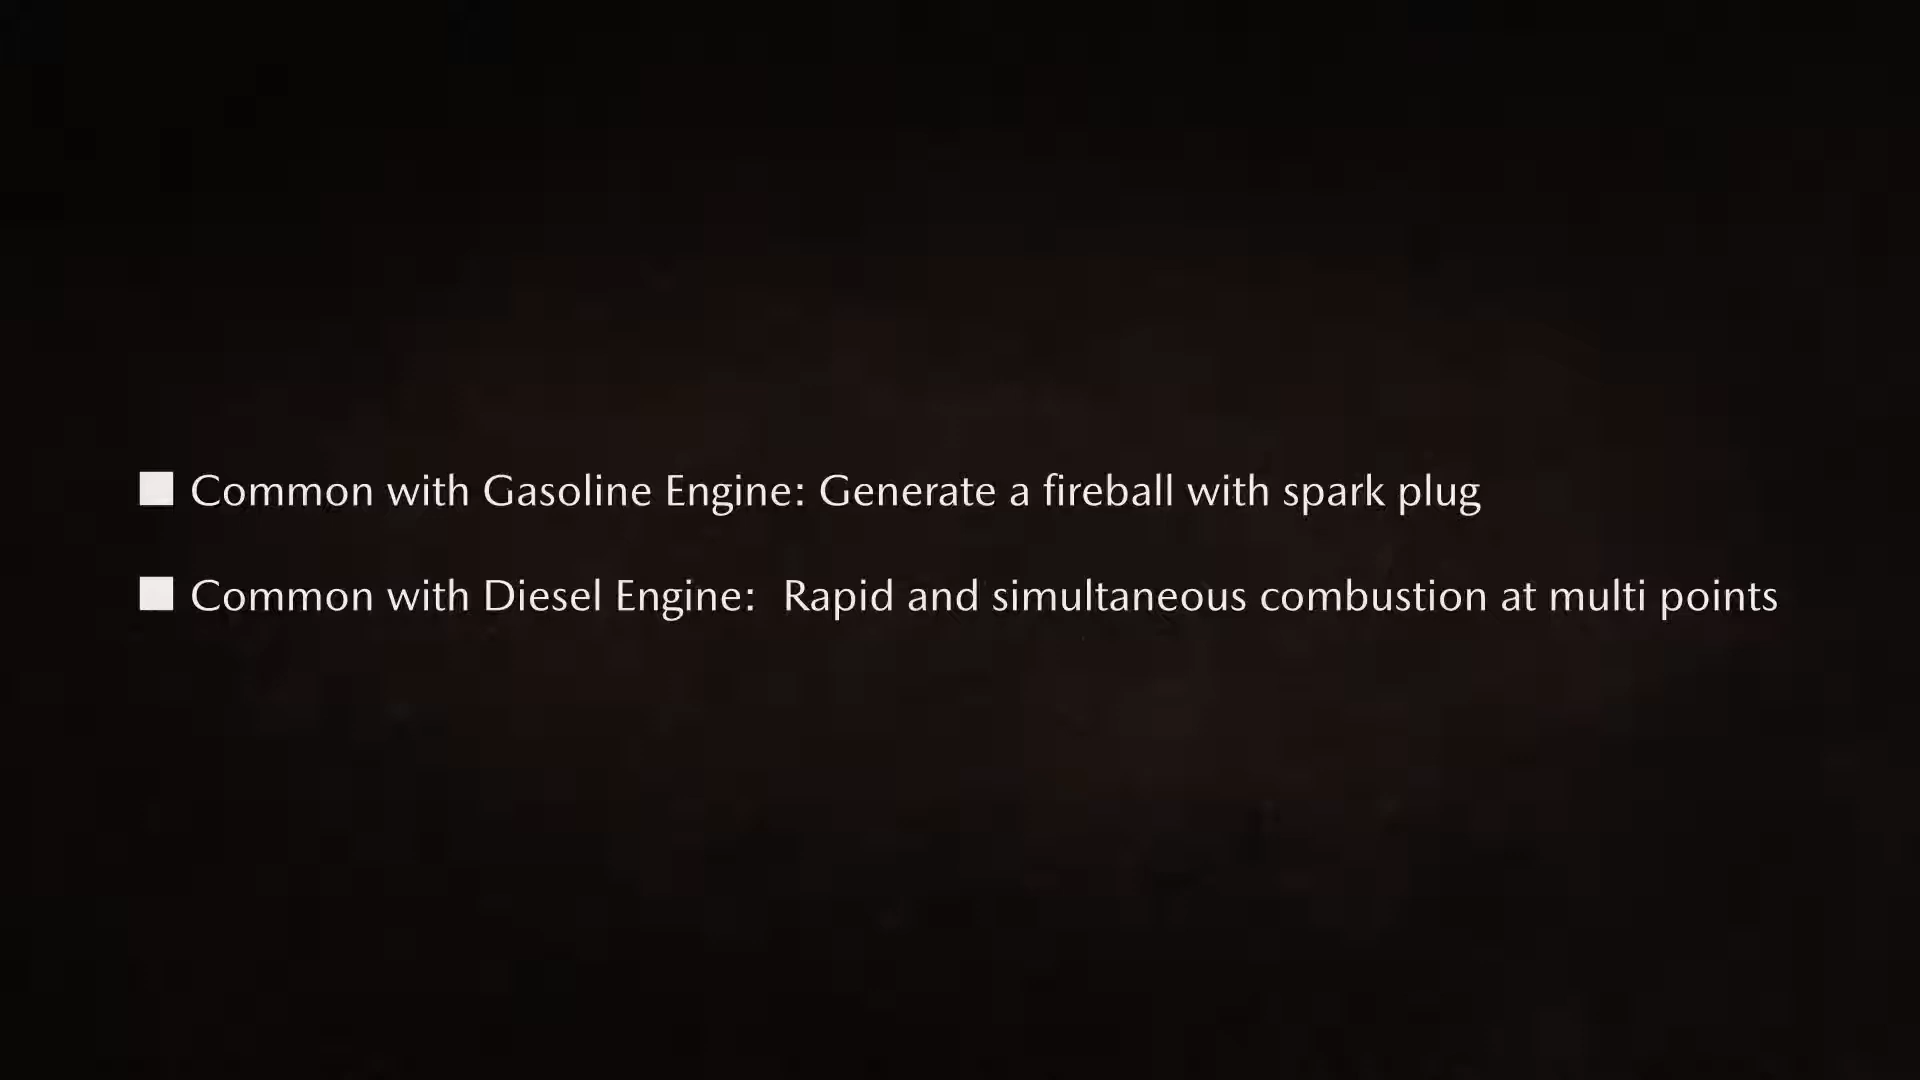 ■ Common with Gasoline Engine: Generate a fireball with spark plug
■ Common with Diesel Engine:  Rapid and simultaneous combustion at multi points